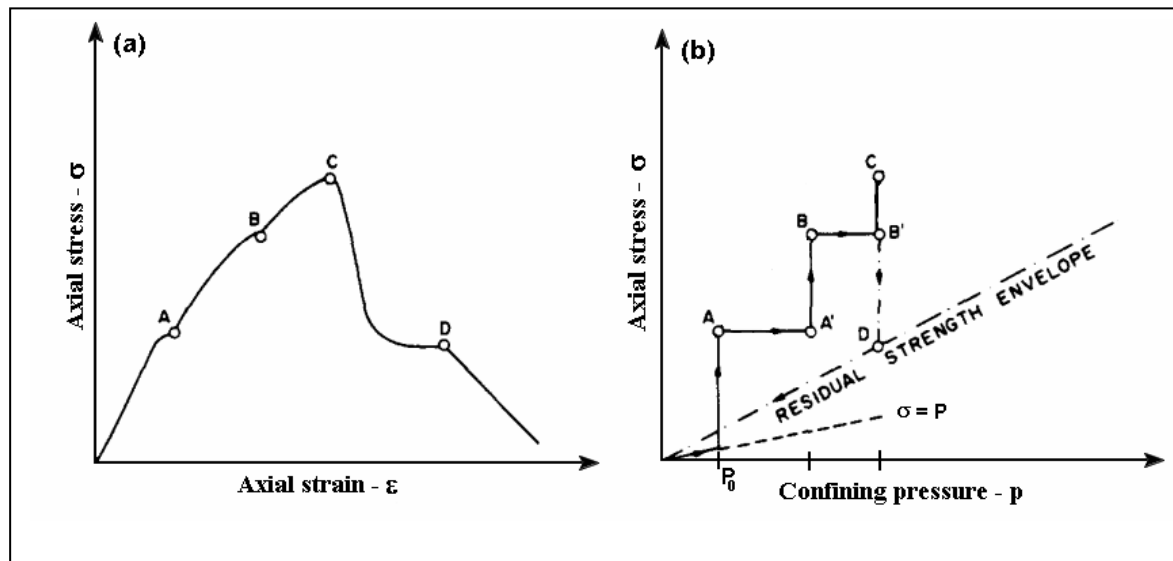 (a)
Axial stress - σ
A
B
C
D
Axial strain - ε
(b)
Axial stress - σ
C
B
B'
A
A'
D
RESIDUAL STRENGTH ENVELOPE
σ = P
P₀
Confining pressure - p